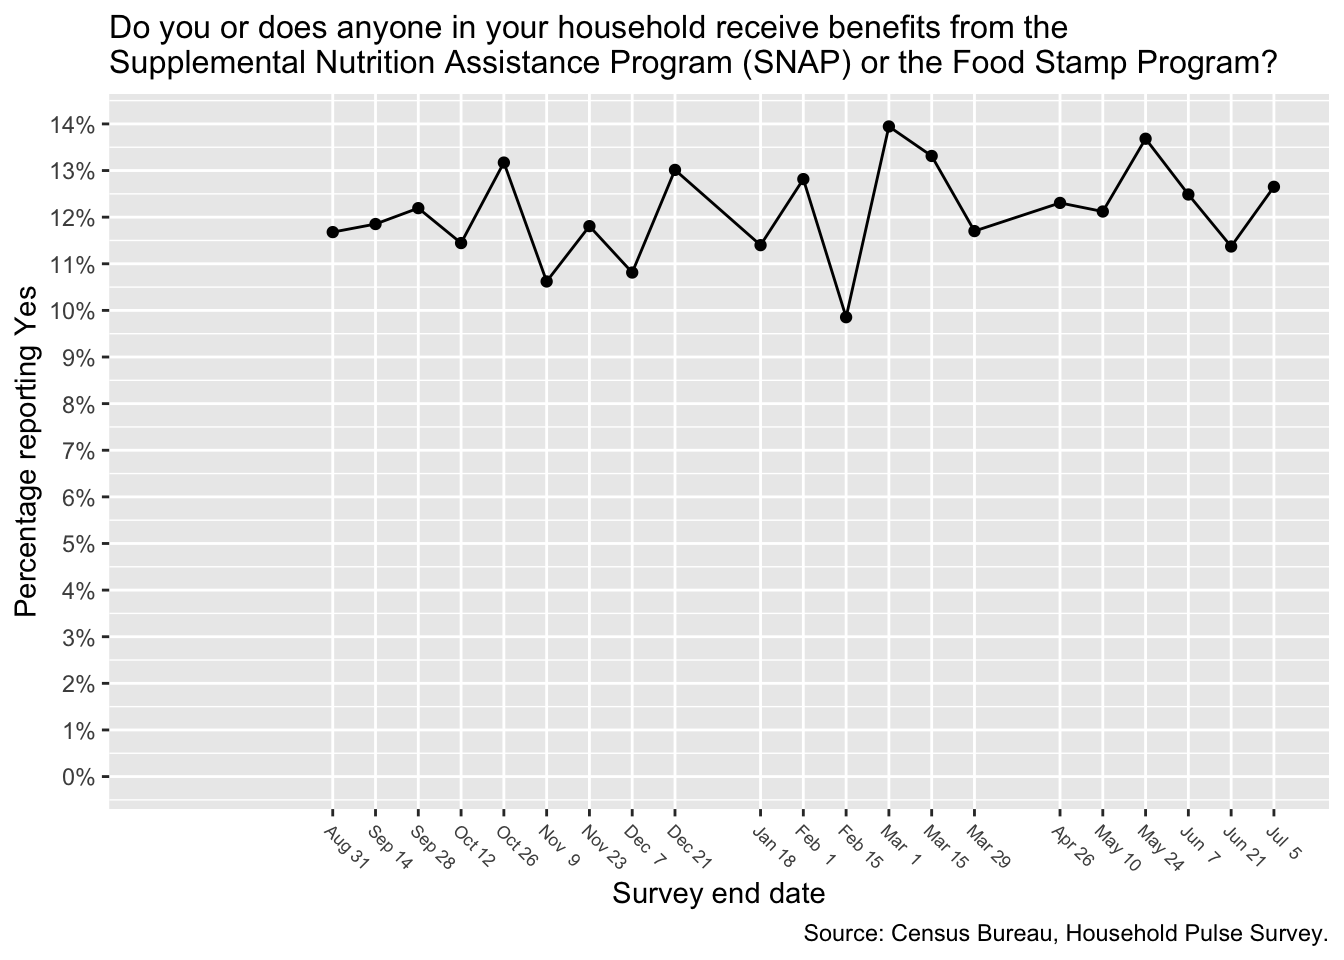 Do you or does anyone in your household receive benefits from the
Supplemental Nutrition Assistance Program (SNAP) or the Food Stamp Program?
Percentage reporting Yes
14%
13%
12%
11%
10%
9%
8%
7%
6%
5%
4%
3%
2%
1%
0%
Aug 31
Sep 14
Sep 28
Oct 12
Oct 26
Nov 9
Nov 23
Dec 7
Dec 21
Jan 18
Feb 1
Feb 15
Mar 1
Mar 15
Mar 29
Apr 26
May 10
May 24
Jun 7
Jun 21
Jul 5
Survey end date
Source: Census Bureau, Household Pulse Survey.